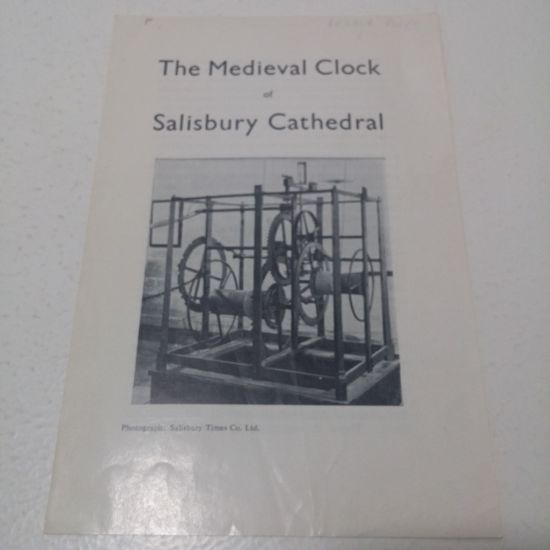 The Medieval Clock
of
Salisbury Cathedral
Photograph: Salisbury Times Co. Ltd.